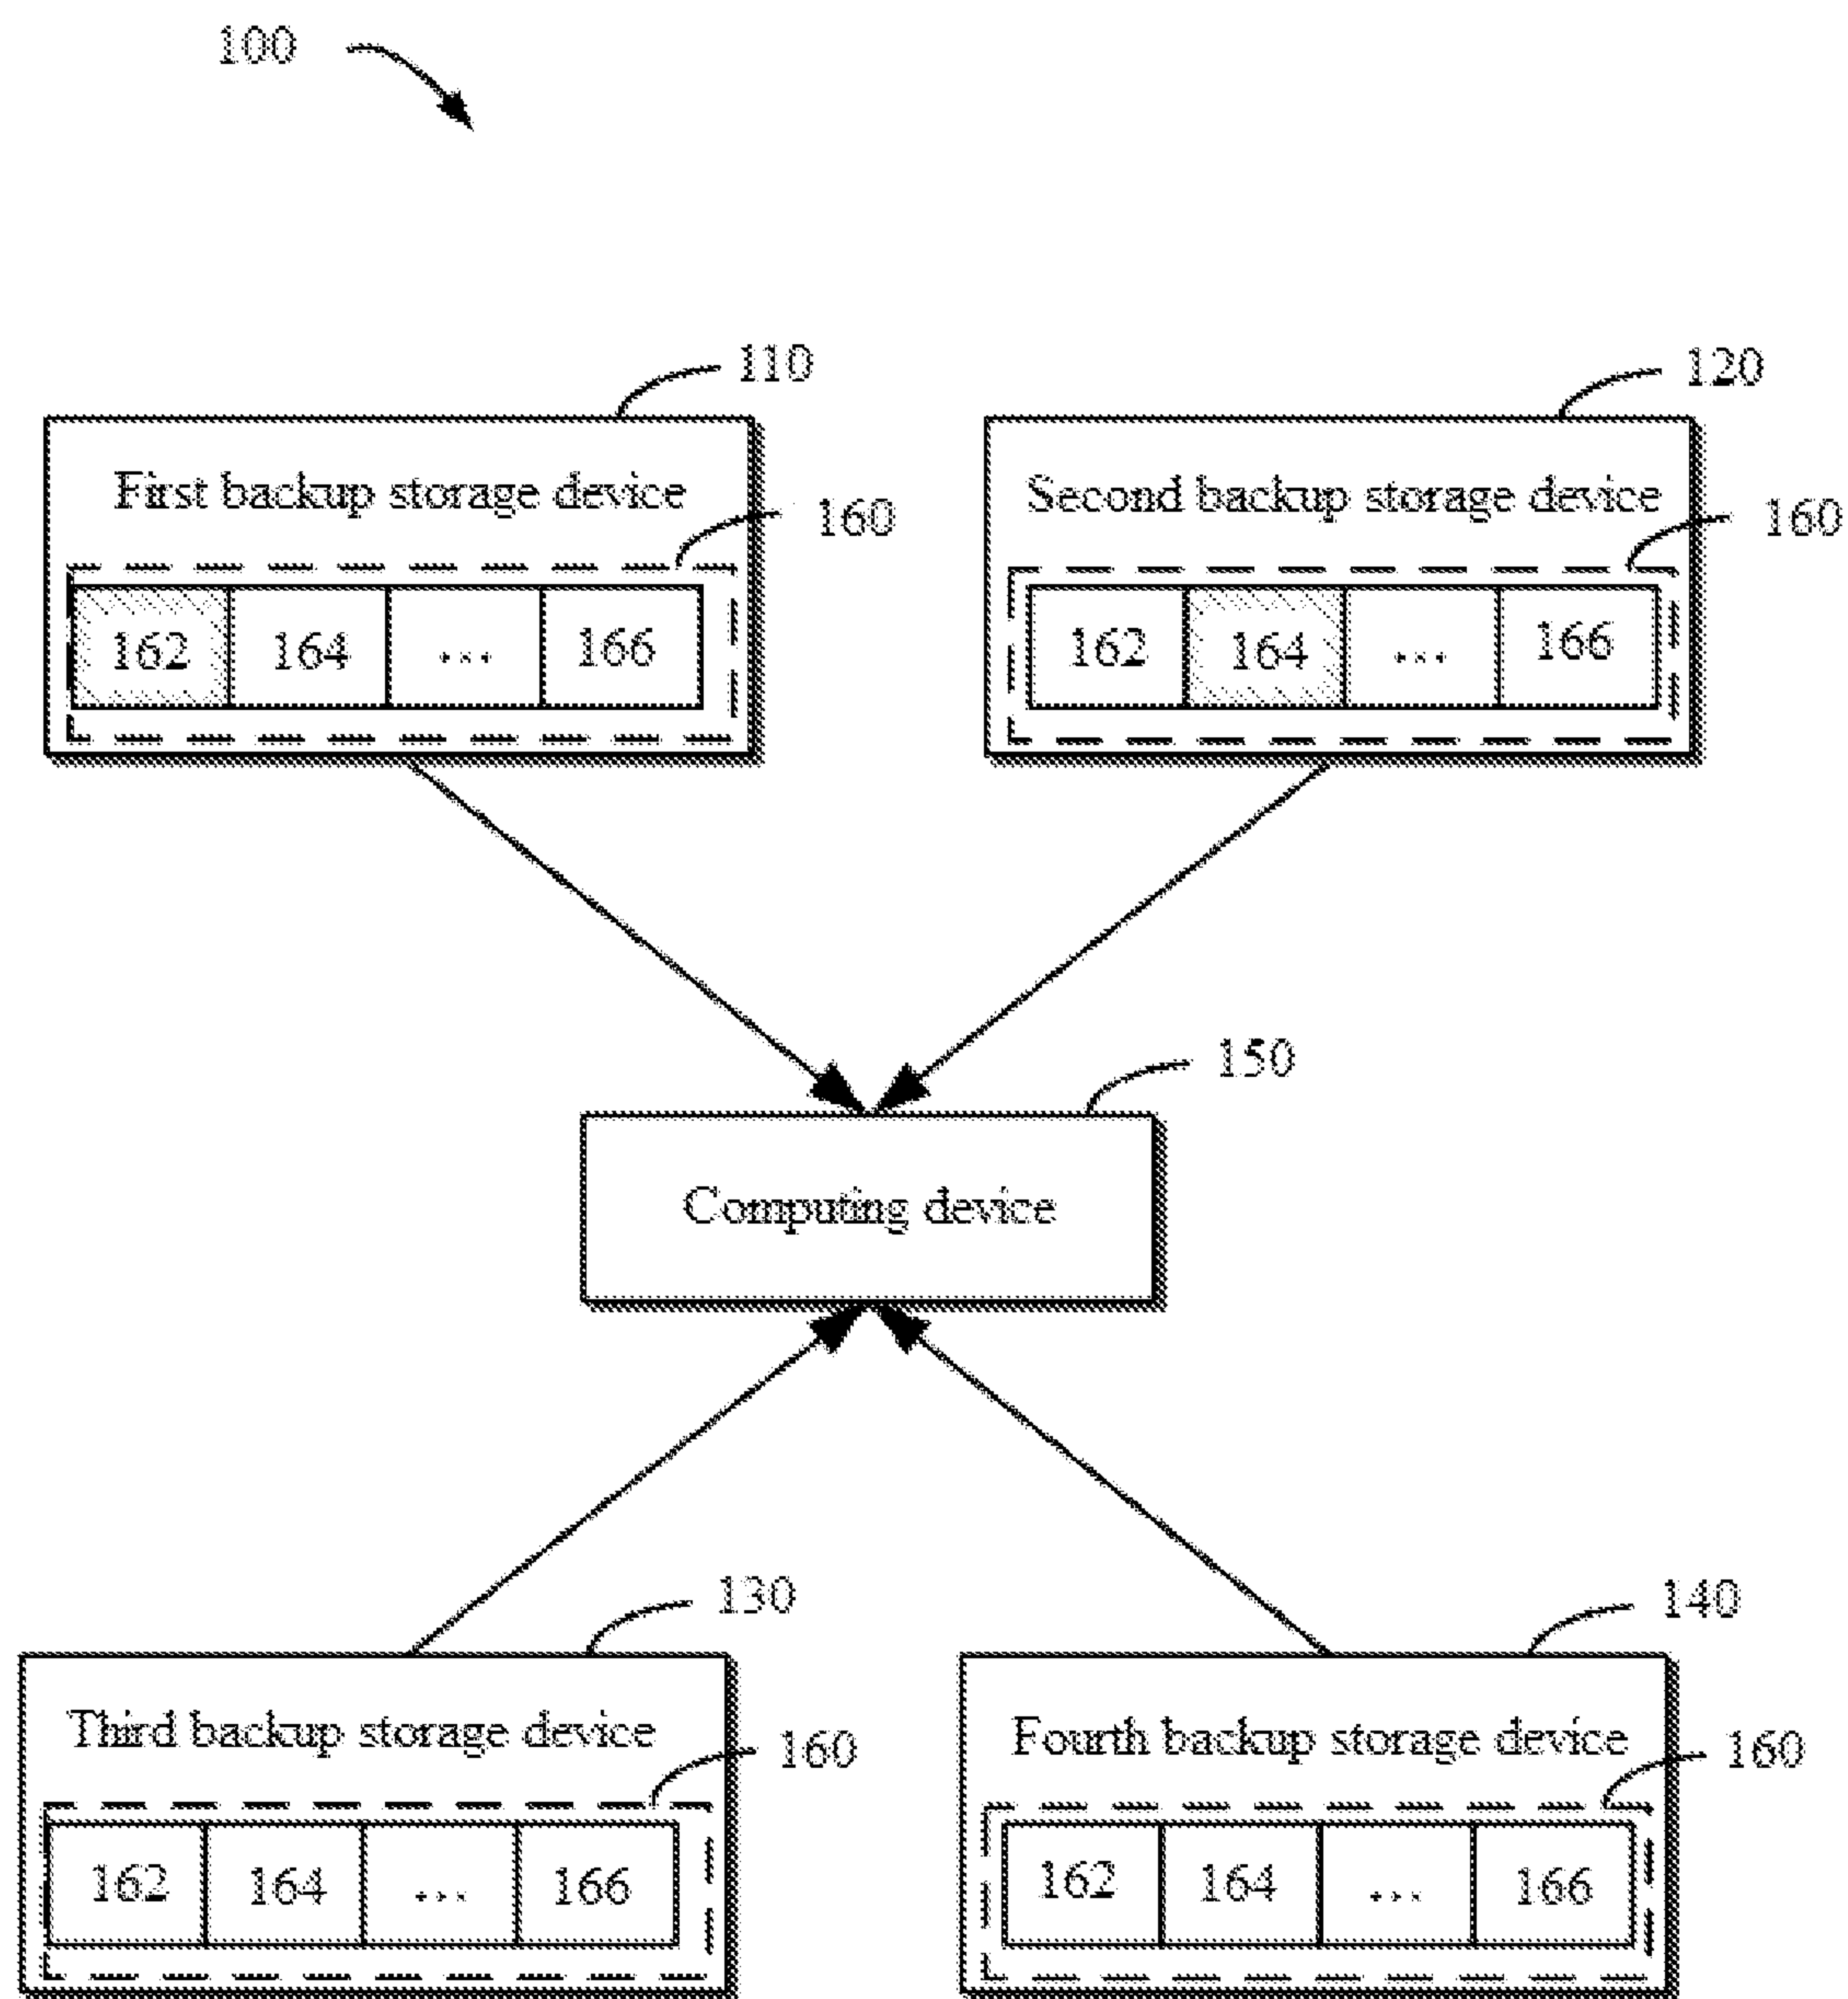 100
110
120
First backup storage device
160
Second backup storage device
160
162 164 ... 166
162 164 ... 166
150
Computing device
130
140
Third backup storage device
160
Fourth backup storage device
160
162 164 ... 166
162 164 ... 166